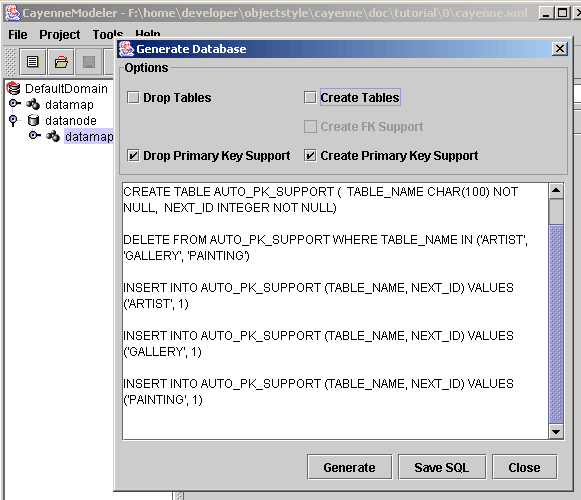 CayenneModeler - F:\home\developer\objectstyle\cayenne\doc\tutorial\0\cayenne.xml
File Project Tools Help
Generate Database
Options
DefaultDomain
Drop Tables
Create Tables
datamap
datanode
Create FK Support
datamap
Drop Primary Key Support
Create Primary Key Support
CREATE TABLE AUTO_PK_SUPPORT ( TABLE_NAME CHAR(100) NOT
NULL, NEXT_ID INTEGER NOT NULL)
DELETE FROM AUTO_PK_SUPPORT WHERE TABLE_NAME IN ('ARTIST',
'GALLERY', 'PAINTING')
INSERT INTO AUTO_PK_SUPPORT (TABLE_NAME, NEXT_ID) VALUES
('ARTIST', 1)
INSERT INTO AUTO_PK_SUPPORT (TABLE_NAME, NEXT_ID) VALUES
('GALLERY', 1)
INSERT INTO AUTO_PK_SUPPORT (TABLE_NAME, NEXT_ID) VALUES
('PAINTING', 1)
Generate
Save SQL
Close